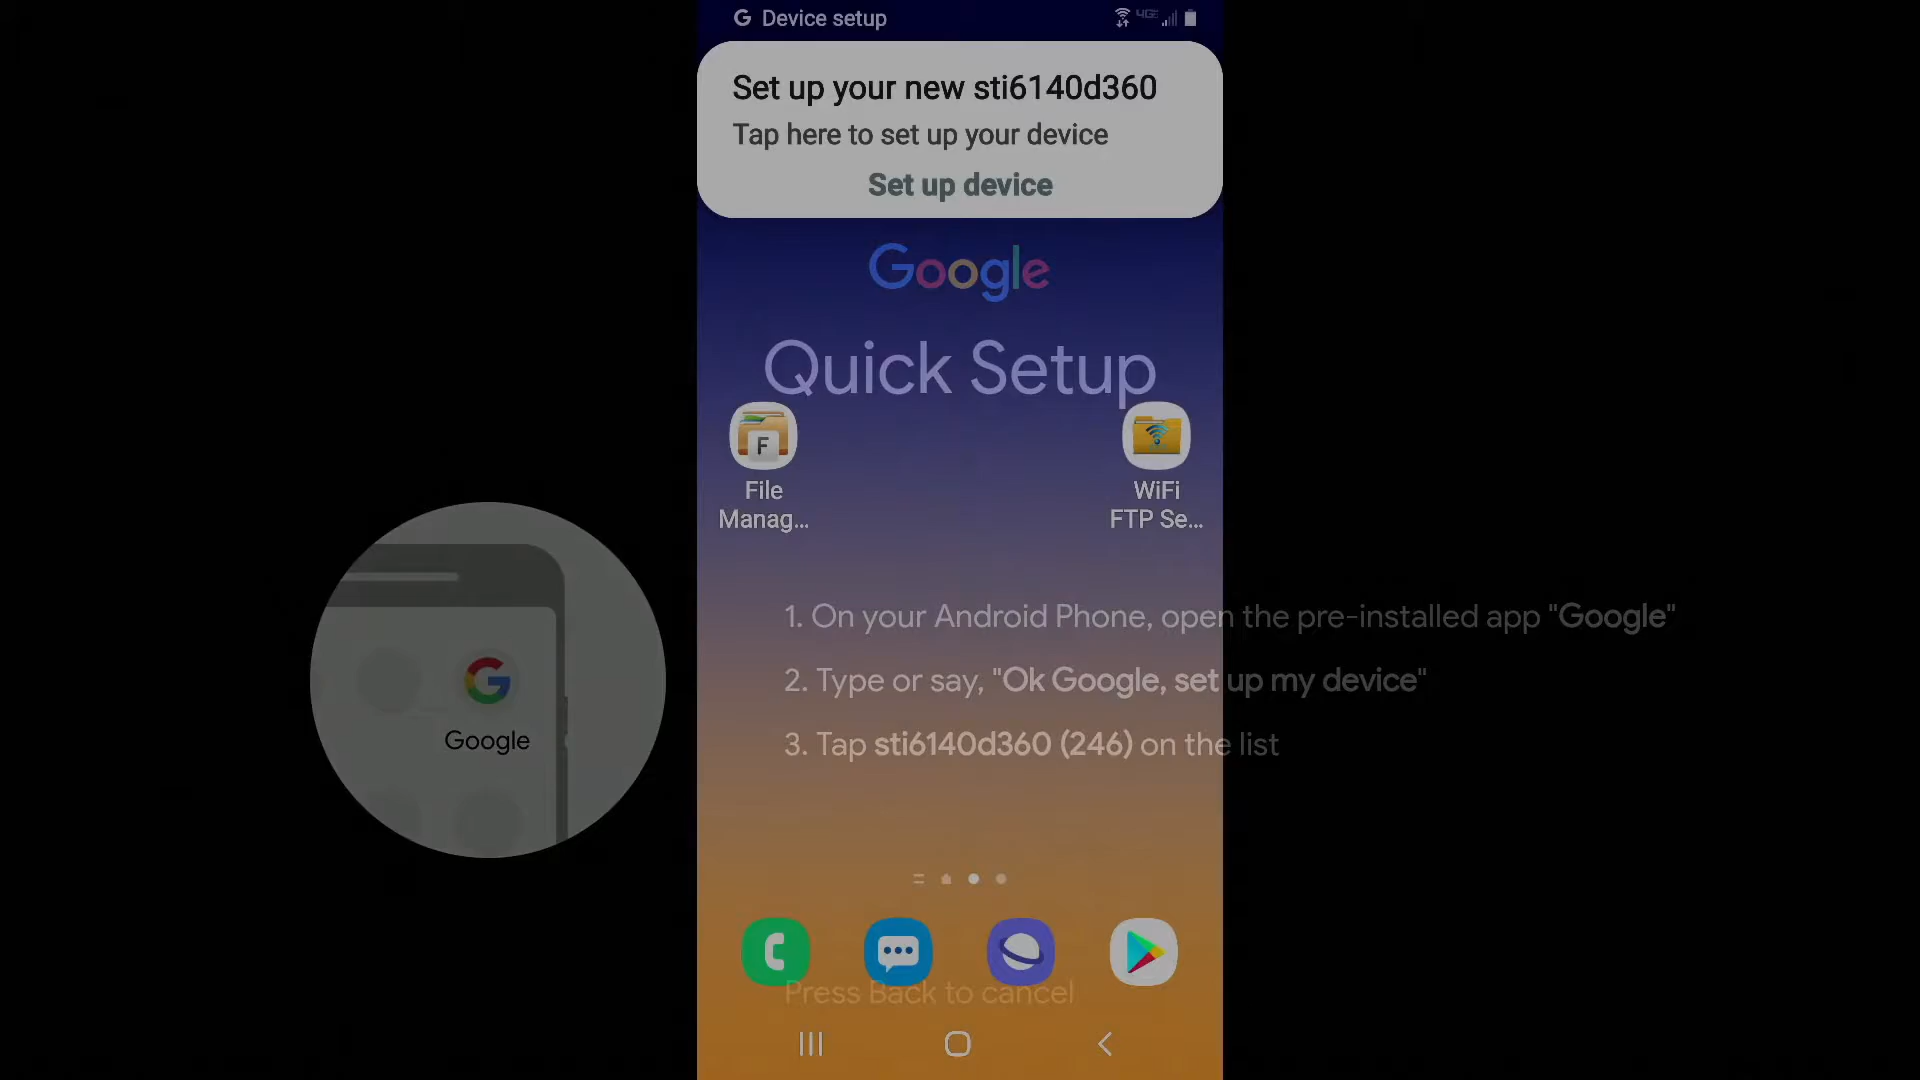 Device setup
4GE
Set up your new sti6140d360
Tap here to set up your device
Set up device
Google
Quick Setup
F
File
Manag...
WiFi
FTP Se...
1. On your Android Phone, open the pre-installed app "Google"
2. Type or say, "Ok Google, set up my device"
3. Tap sti6140d360 (246) on the list
G
Google
Press Back to cancel